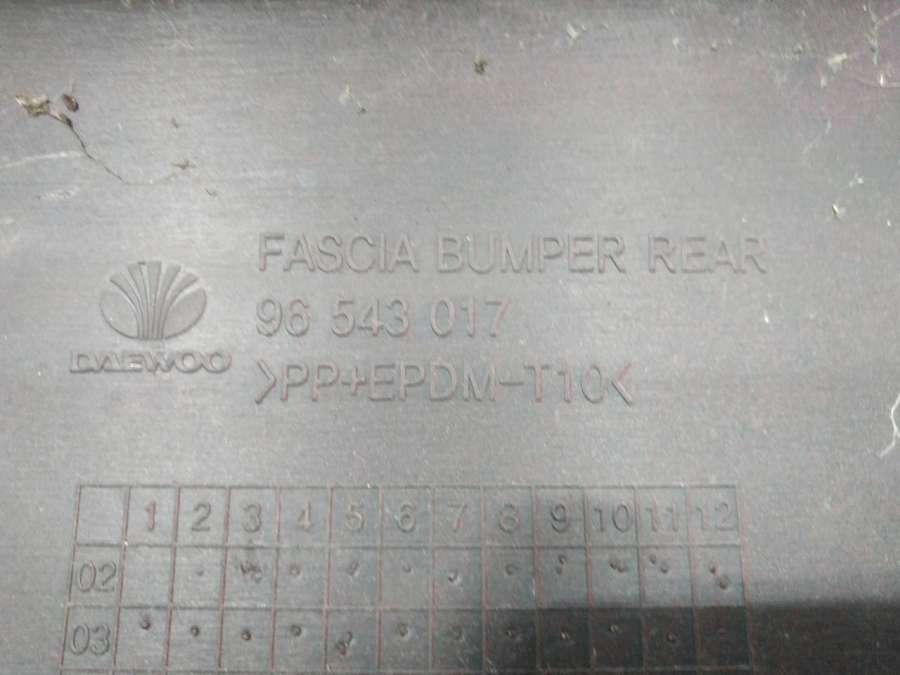 FASCIA BUMPER REAR
DAEWOO
96 543 017
>PP+EPDM-T10<
1 2 3 4 5 6 7 8 9 10 11 12
02
03